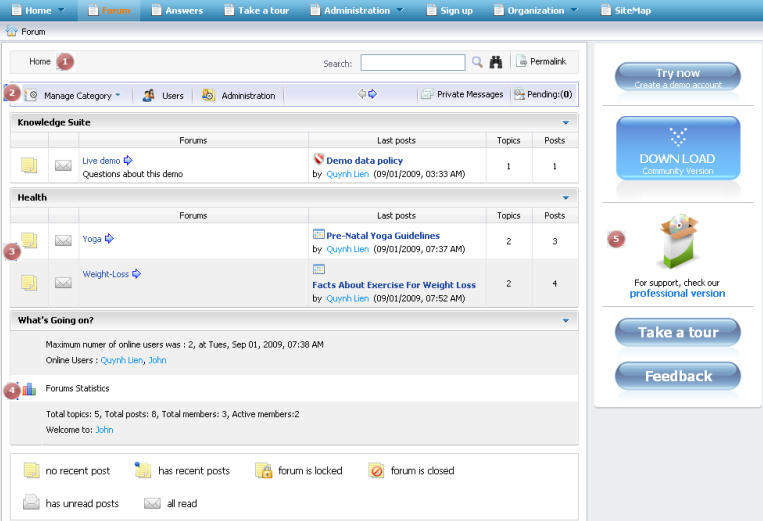 Home Forum Answers Take a tour Administration Sign up Organization SiteMap
Forum
Home 1 Search: Permalink
2 Manage Category Users Administration Private Messages Pending:(0)
Knowledge Suite
Forums Last posts Topics Posts
Live demo Demo data policy 1 1
Questions about this demo by Quynh Lien (09/01/2009, 03:33 AM)
Health
Forums Last posts Topics Posts
3
Yoga Pre-Natal Yoga Guidelines 2 3
by Quynh Lien (09/01/2009, 07:37 AM)
Weight-Loss 2 4
Facts About Exercise For Weight Loss
by Quynh Lien (09/01/2009, 07:52 AM)
What's Going on?
Maximum numer of online users was : 2, at Tues, Sep 01, 2009, 07:38 AM
Online Users : Quynh Lien, John
4 Forums Statistics
Total topics: 5, Total posts: 8, Total members: 3, Active members:2
Welcome to: John
no recent post has recent posts forum is locked forum is closed
has unread posts all read
Try now
Create a demo account
DOWNLOAD
Community Version
5
For support, check our
professional version
Take a tour
Feedback